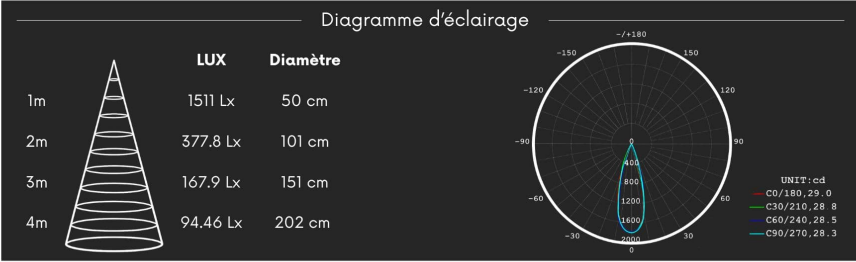 Diagramme d'éclairage
LUX Diamètre
1m 1511 Lx 50 cm
2m 377.8 Lx 101 cm
3m 167.9 Lx 151 cm
4m 94.46 Lx 202 cm
-/+180
-150 150
-120 120
-90 0 90
400
800
-60 1200 60
1600
-30 2000 30
0
UNIT:cd
C0/180,29.0
C30/210,28 8
C60/240,28.5
C90/270,28.3